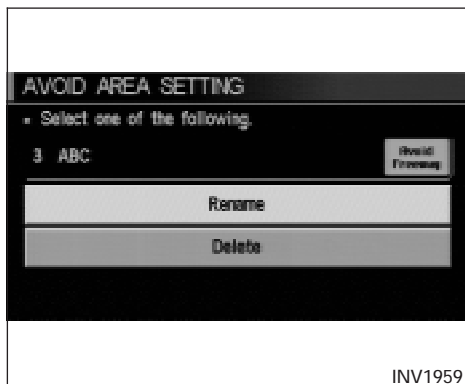 AVOID AREA SETTING
- Select one of the following.
3 ABC
Avoid
Freeway
Rename
Delete
INV1959